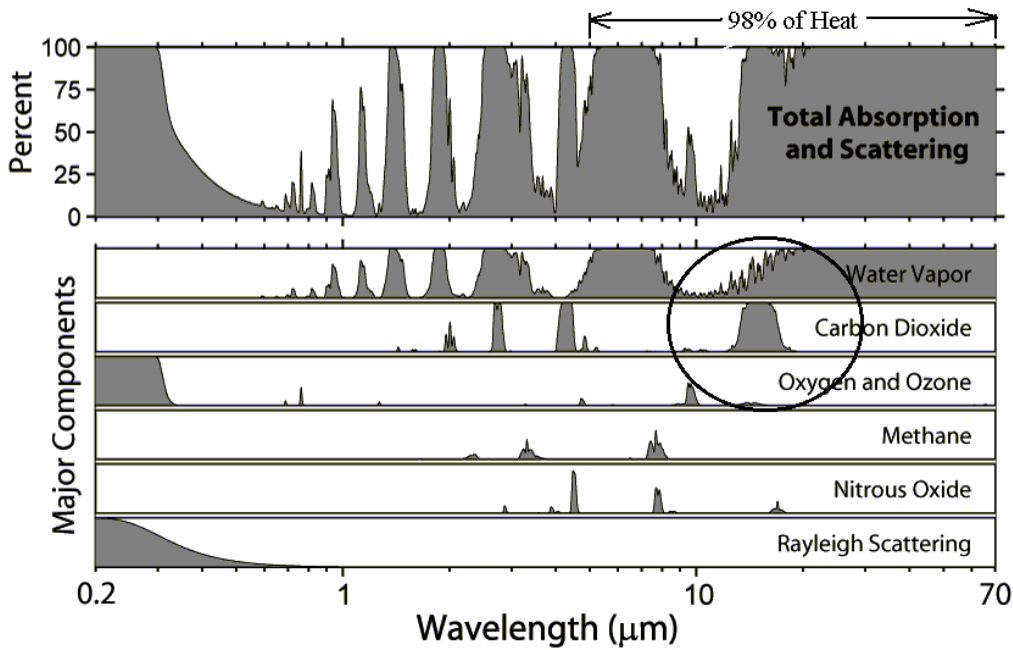 98% of Heat
100
75
50
25
0
Percent
Total Absorption
and Scattering
Major Components
Water Vapor
Carbon Dioxide
Oxygen and Ozone
Methane
Nitrous Oxide
Rayleigh Scattering
0.2 1 10 70
Wavelength (μm)